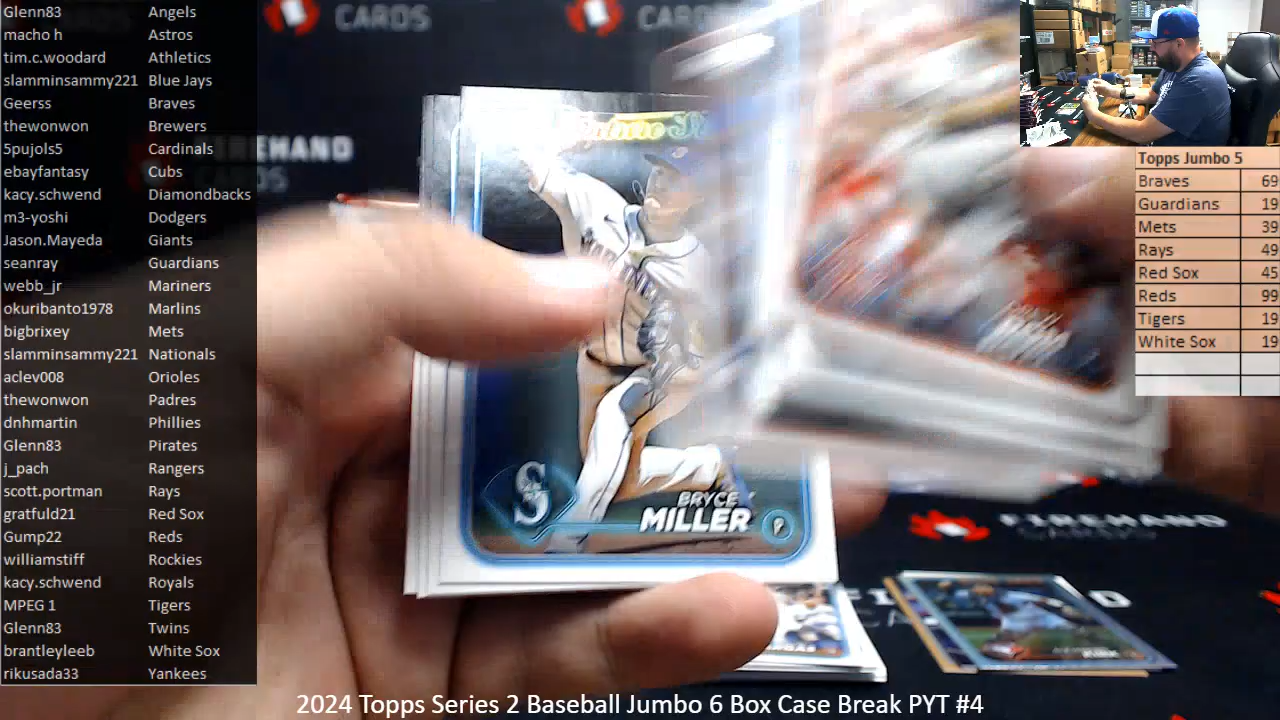 Glenn83 Angels
macho h Astros
tim.c.woodard Athletics
slamminsammy221 Blue Jays
Geerss Braves
thewonwon Brewers
5pujols5 Cardinals
ebayfantasy Cubs
kacy.schwend Diamondbacks
m3-yoshi Dodgers
Jason.Mayeda Giants
seanray Guardians
webb_jr Mariners
okuribanto1978 Marlins
bigbrixey Mets
slamminsammy221 Nationals
aclev008 Orioles
thewonwon Padres
dnhmartin Phillies
Glenn83 Pirates
j_pach Rangers
scott.portman Rays
gratfuld21 Red Sox
Gump22 Reds
williamstiff Rockies
kacy.schwend Royals
MPEG 1 Tigers
Glenn83 Twins
brantleyleeb White Sox
rikusada33 Yankees
CARDS
FIREHAND
CARDS
BRYCE
MILLER
P
S
FIREHAND
Topps Jumbo 5
Braves 69
Guardians 19
Mets 39
Rays 49
Red Sox 45
Reds 99
Tigers 19
White Sox 19
2024 Topps Series 2 Baseball Jumbo 6 Box Case Break PYT #4